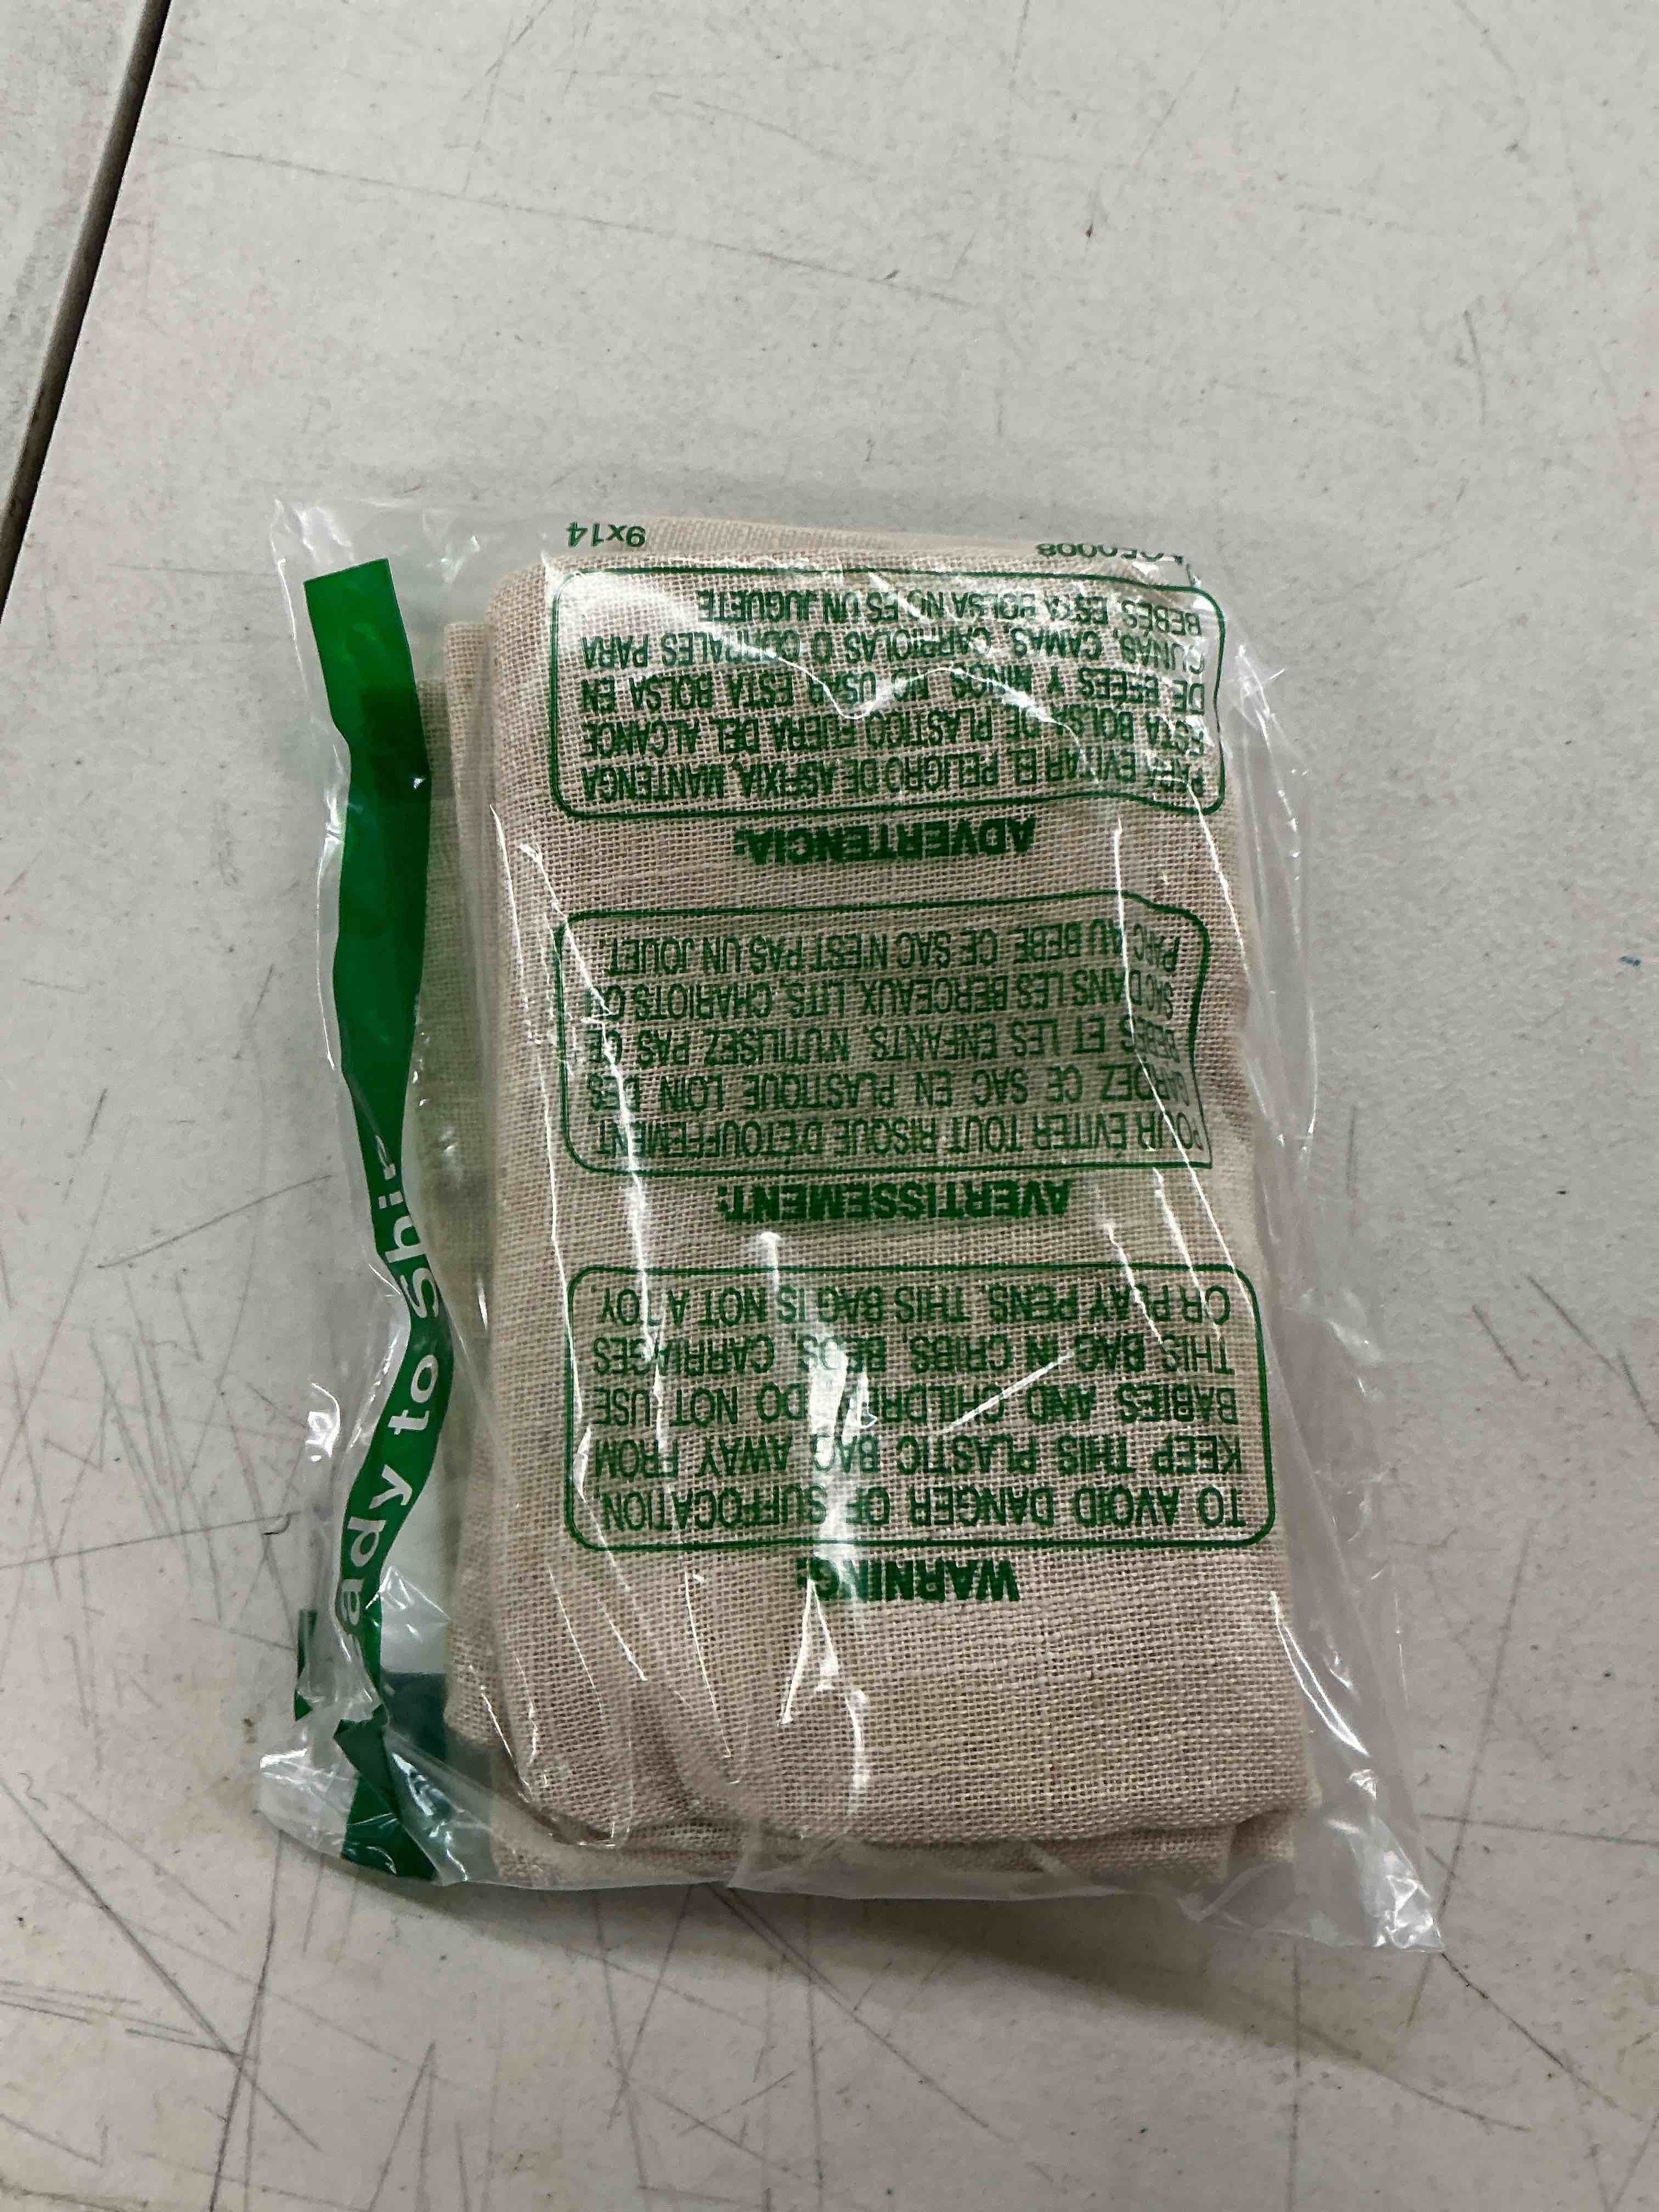 WARNING:
TO AVOID DANGER OF SUFFOCATION
KEEP THIS PLASTIC BAG AWAY FROM
BABIES AND CHILDREN DO NOT USE
THIS BAG IN CRIBS, BEDS, CARRIAGES
OR PLAY PENS. THIS BAG IS NOT A TOY.
AVERTISSEMENT:
POUR ÉVITER TOUT RISQUE D'ETOUFFEMENT
GARDEZ CE SAC EN PLASTIQUE LOIN DES
BEBES ET LES ENFANTS. N'UTILISEZ PAS CE
SAC DANS LES BERCEAUX, LITS, CHARIOTS OU
PARC AU BEBE. CE SAC N'EST PAS UN JOUET.
ADVERTENCIA:
PARA EVITAR EL PELIGRO DE ASFIXIA, MANTENGA
ESTA BOLSA DE PLASTICO FUERA DEL ALCANCE
DE BEBES Y NINOS. NO USAR ESTA BOLSA EN
CUNAS, CAMAS, CARRIOLAS O CORRALES PARA
BEBÉS. ESTA BOLSA NO ES UN JUGUETE
9x14
ady to Ship